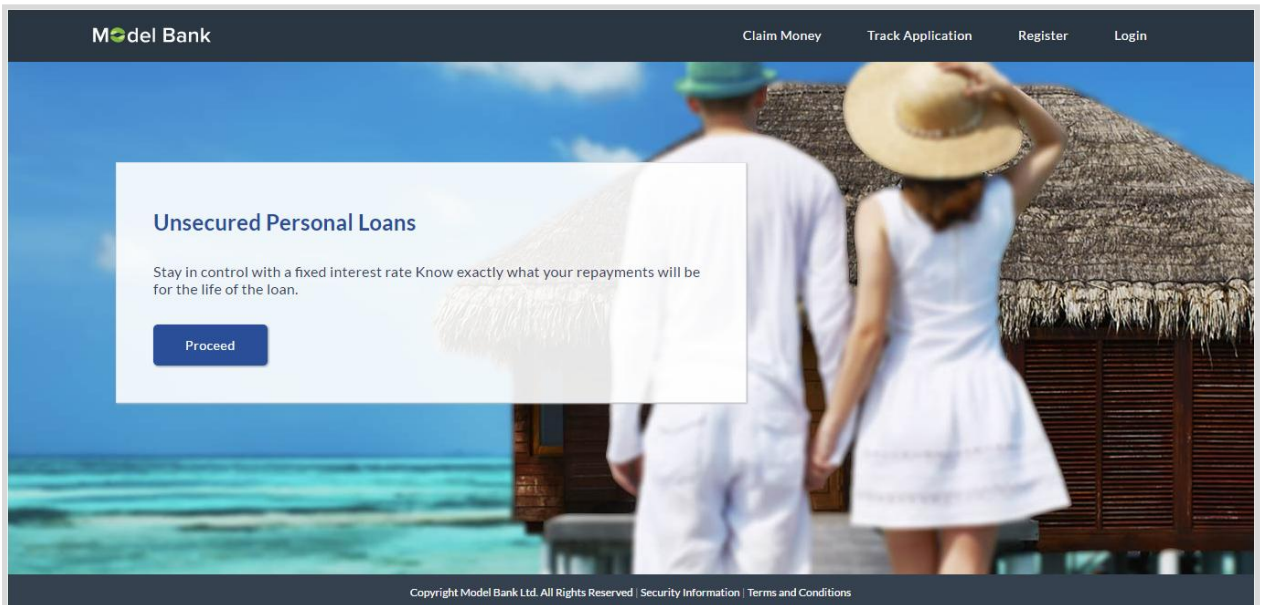 Model Bank
Claim Money
Track Application
Register
Login
Unsecured Personal Loans
Stay in control with a fixed interest rate Know exactly what your repayments will be
for the life of the loan.
Proceed
Copyright Model Bank Ltd. All Rights Reserved | Security Information | Terms and Conditions